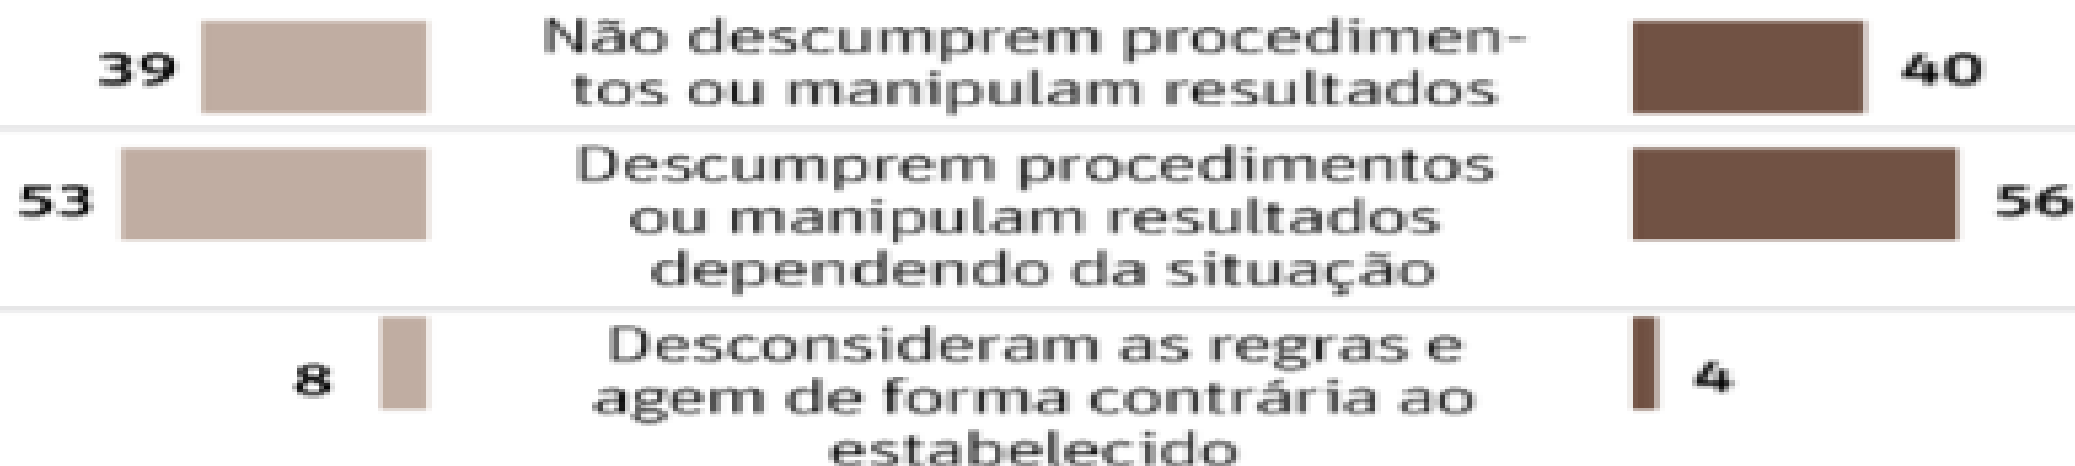 39
Não descumprem procedimen-
tos ou manipulam resultados
40
53
Descumprem procedimentos
ou manipulam resultados
dependendo da situação
56
8
Desconsideram as regras e
agem de forma contrária ao
estabelecido
4